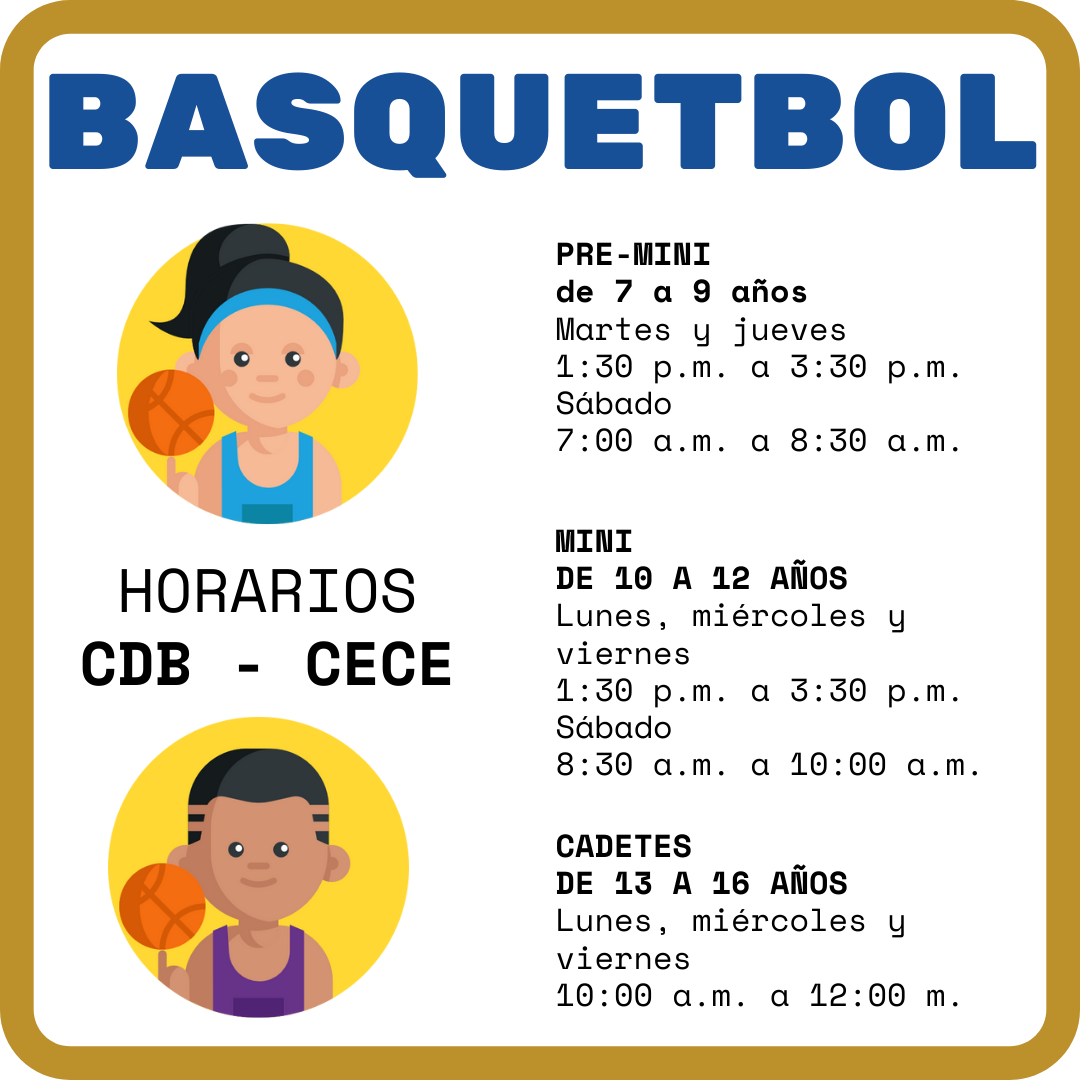 BASQUETBOL
HORARIOS
CDB - CECE
PRE-MINI
de 7 a 9 años
Martes y jueves
1:30 p.m. a 3:30 p.m.
Sábado
7:00 a.m. a 8:30 a.m.
MINI
DE 10 A 12 AÑOS
Lunes, miércoles y
viernes
1:30 p.m. a 3:30 p.m.
Sábado
8:30 a.m. a 10:00 a.m.
CADETES
DE 13 A 16 AÑOS
Lunes, miércoles y
viernes
10:00 a.m. a 12:00 m.